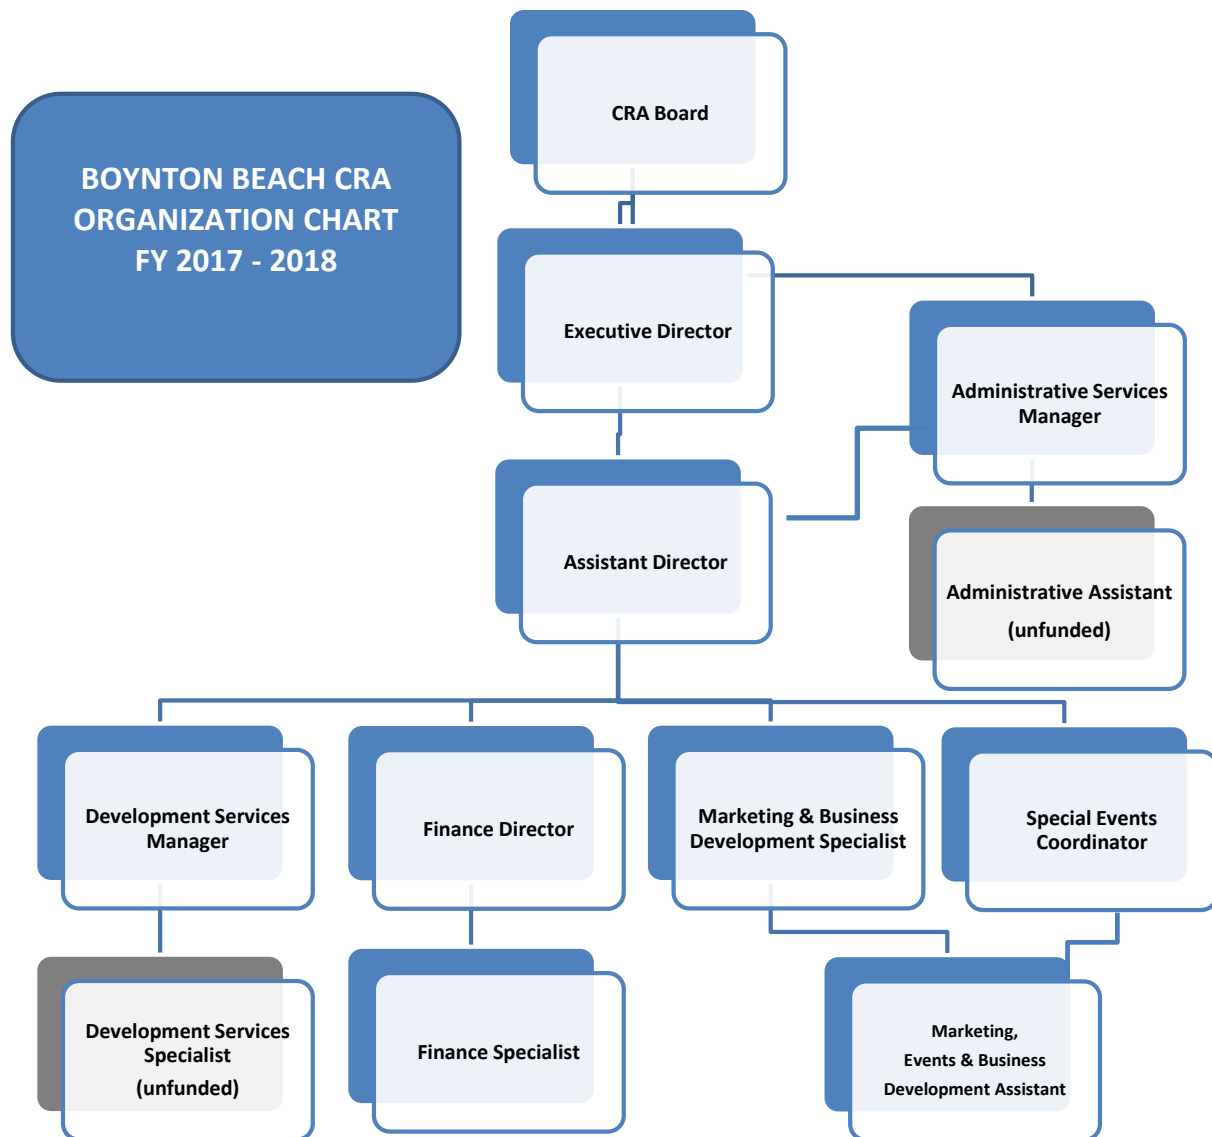 CRA Board
BOYNTON BEACH CRA
ORGANIZATION CHART
FY 2017 - 2018
Executive Director
Administrative Services
Manager
Assistant Director
Administrative Assistant
(unfunded)
Development Services
Manager
Finance Director
Marketing & Business
Development Specialist
Special Events
Coordinator
Development Services
Specialist
(unfunded)
Finance Specialist
Marketing,
Events & Business
Development Assistant